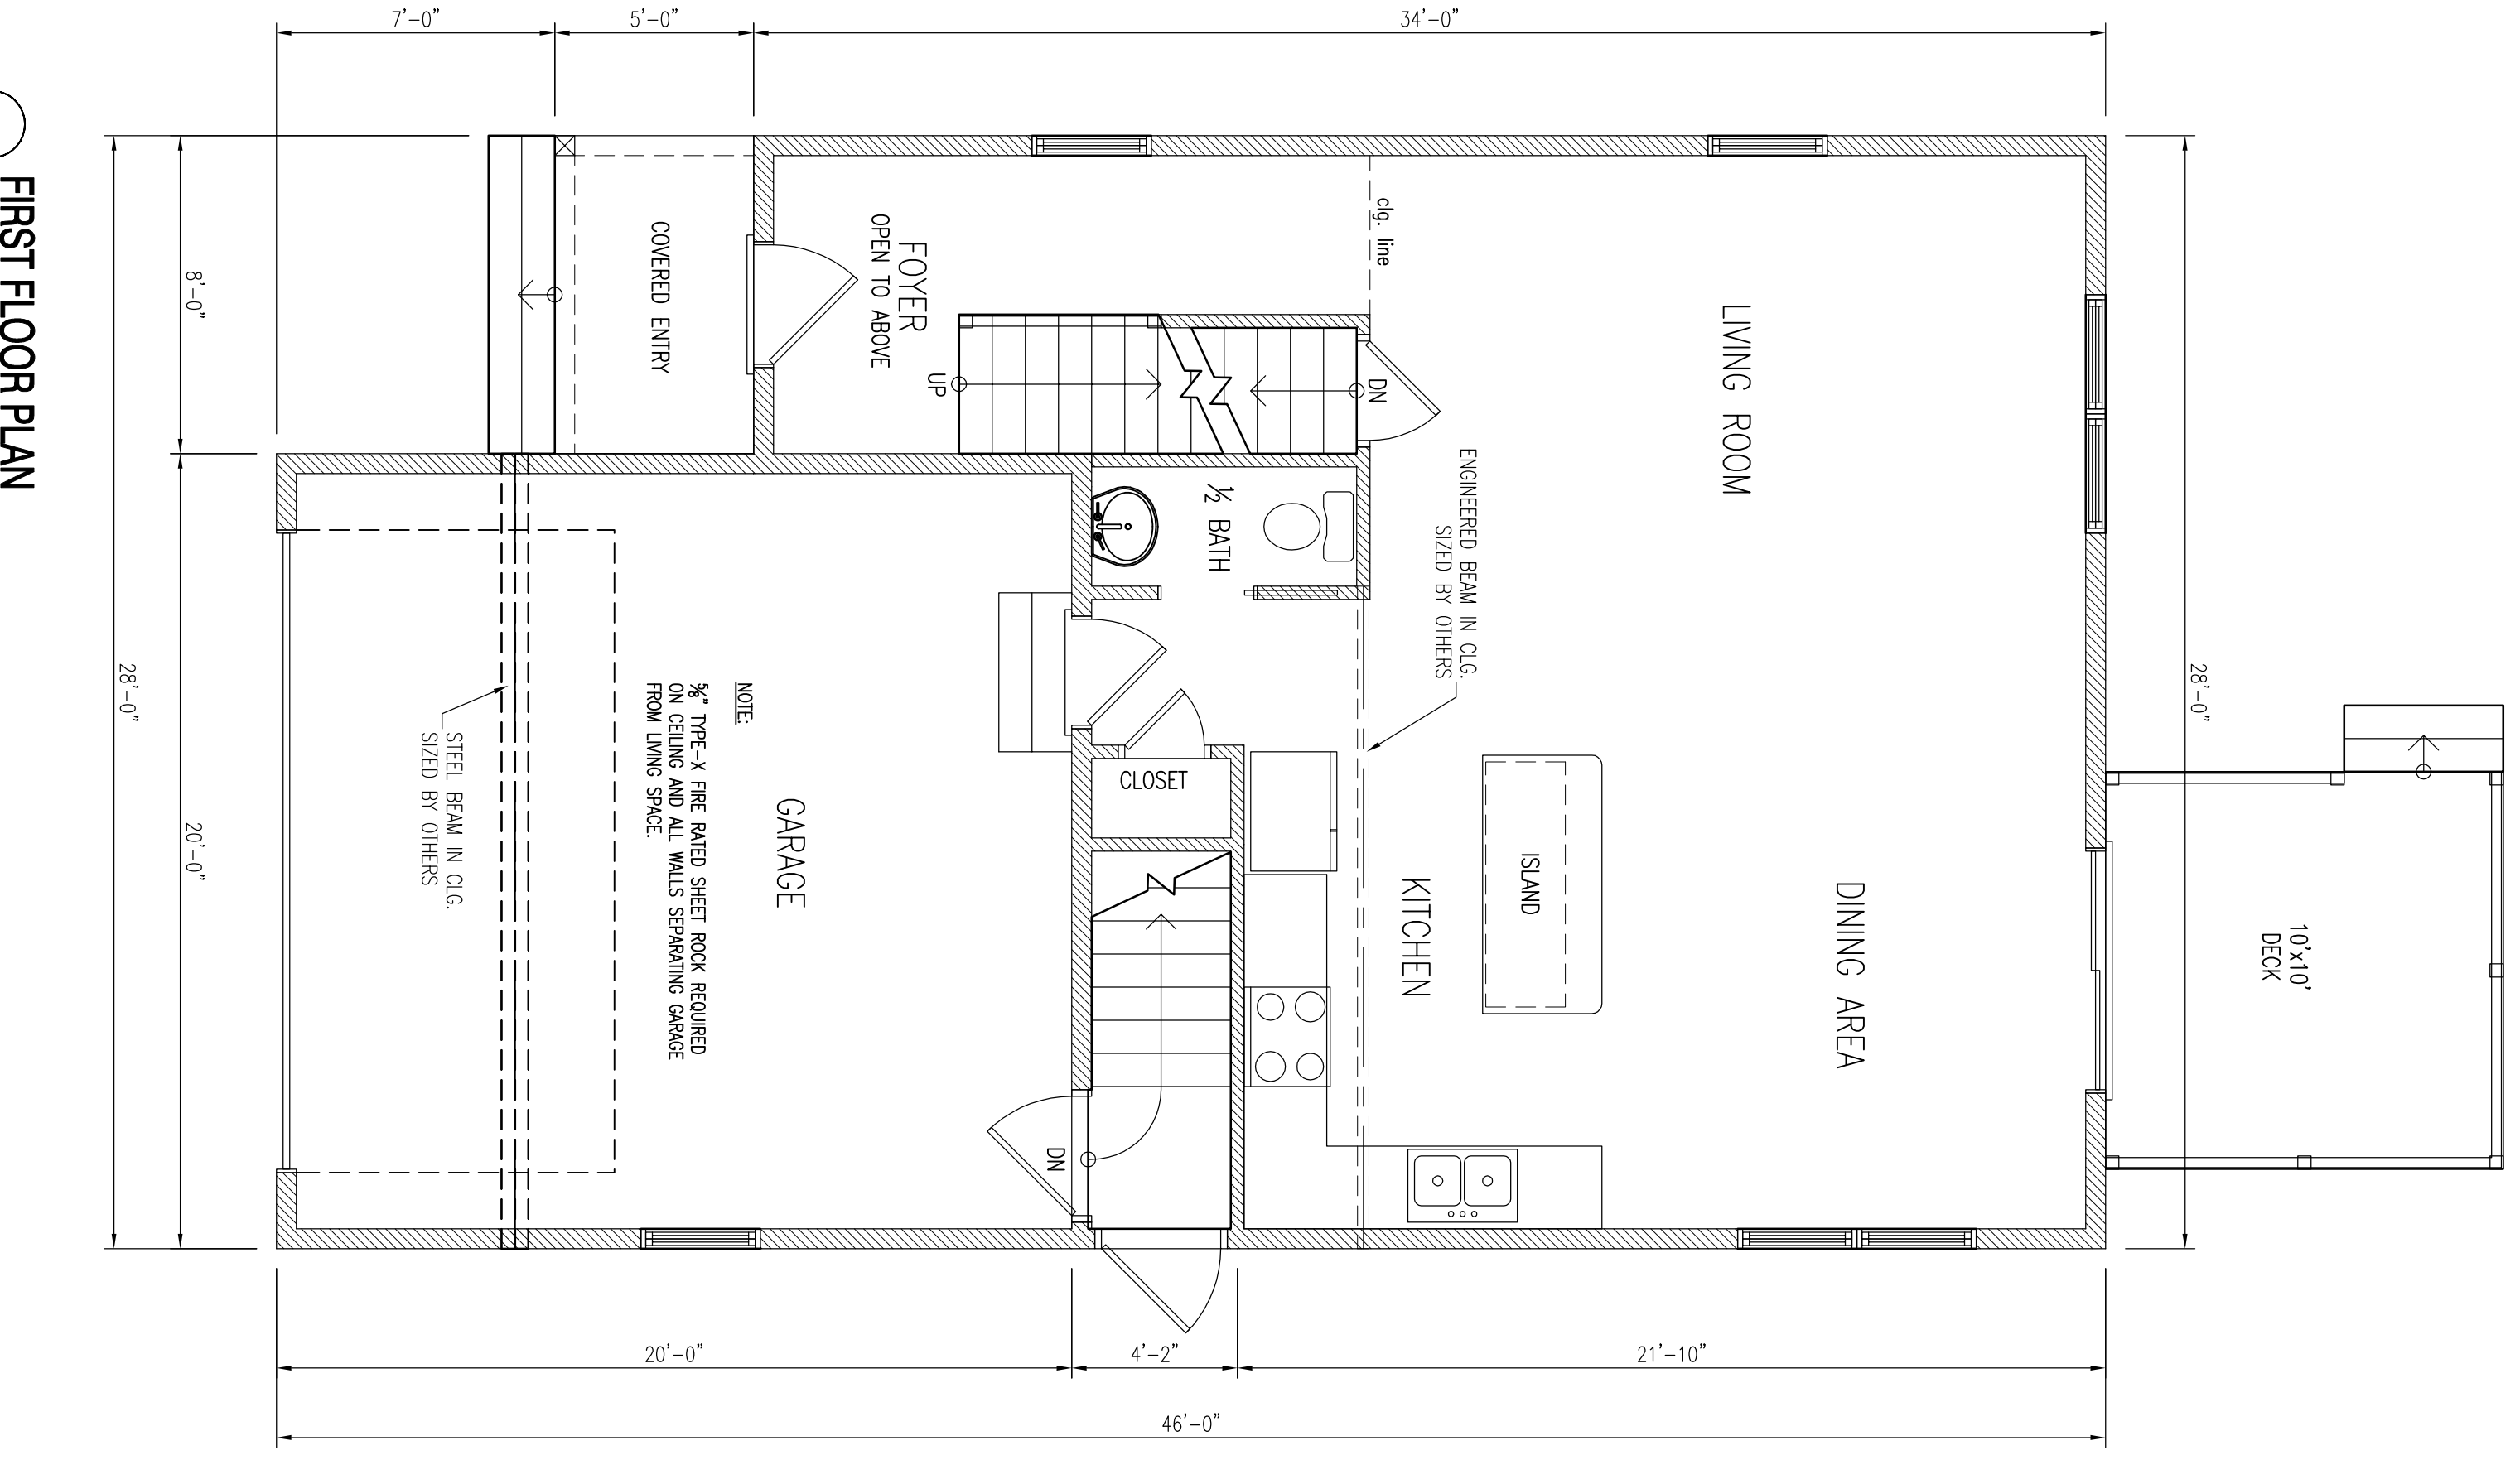 7'-0"
5'-0"
34'-0"
28'-0"
10'x10'
DECK
LIVING ROOM
DINING AREA
ISLAND
KITCHEN
ENGINEERED BEAM IN CLG.
SIZED BY OTHERS
clg. line
DN
½ BATH
CLOSET
UP
FOYER
OPEN TO ABOVE
DN
COVERED ENTRY
GARAGE
NOTE:
⅝" TYPE-X FIRE RATED SHEET ROCK REQUIRED
ON CEILING AND ALL WALLS SEPARATING GARAGE
FROM LIVING SPACE.
STEEL BEAM IN CLG.
SIZED BY OTHERS
8'-0"
20'-0"
28'-0"
20'-0"
4'-2"
21'-10"
46'-0"
FIRST FLOOR PLAN